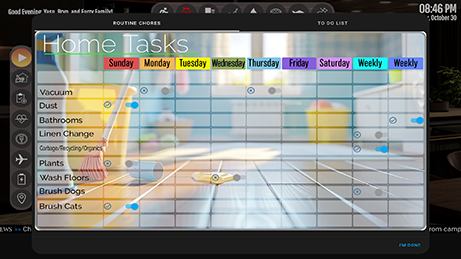 Good Evening, Yaga, Bryn, and Furry Family!
08:46 PM
, October 30
ROUTINE CHORES
TO DO LIST
Home Tasks
Sunday Monday Tuesday Wednesday Thursday Friday Saturday Weekly Weekly
Vacuum
Dust
Bathrooms
Linen Change
Garbage/Recycling/Organics
Plants
Wash Floors
Brush Dogs
Brush Cats
EWS >> Ch
rom camp
I'M DONE